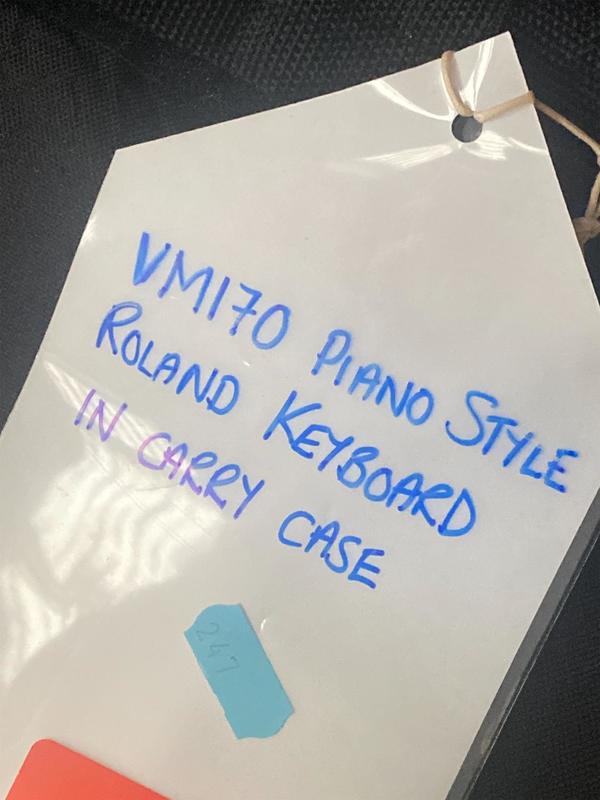 VM170 PIANO STYLE
ROLAND KEYBOARD
IN CARRY CASE
247